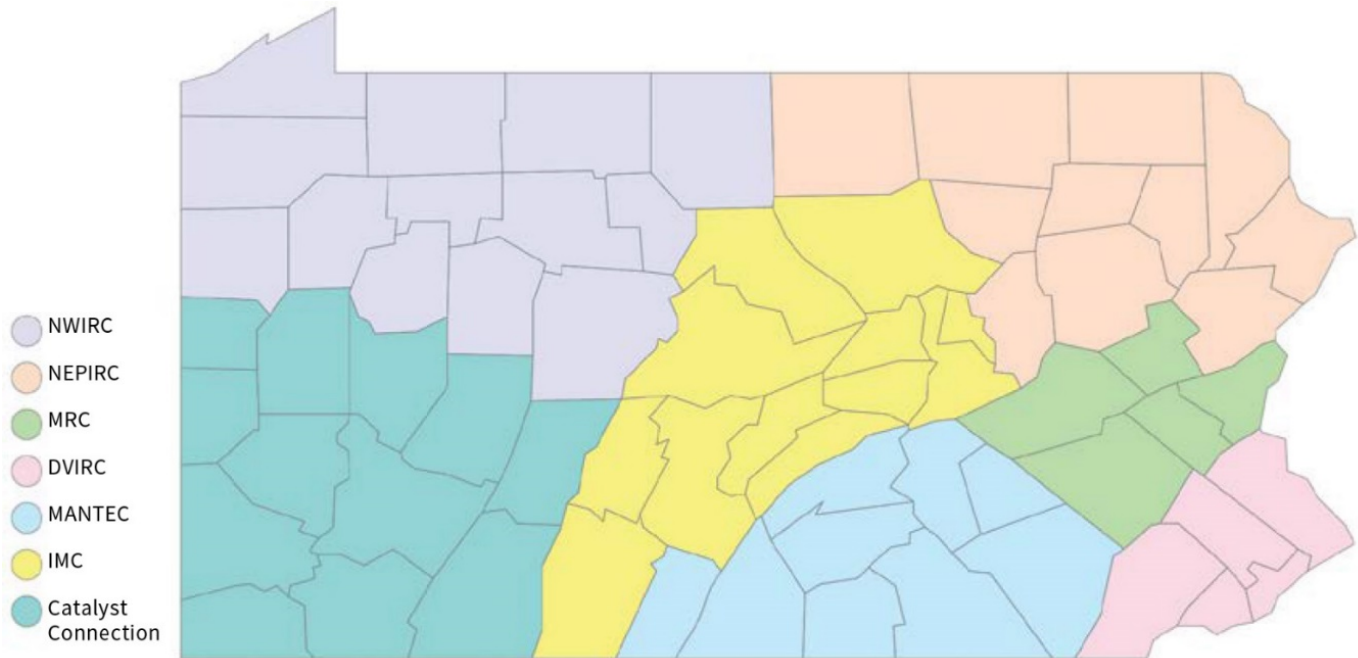 NWIRC
NEPIRC
MRC
DVIRC
MANTEC
IMC
Catalyst
Connection